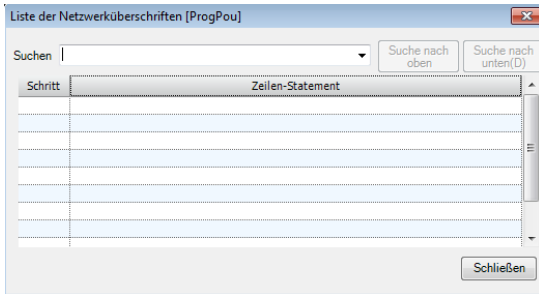 Liste der Netzwerküberschriften [ProgPou]
Suchen
Suche nach
oben
Suche nach
unten(D)
Schritt Zeilen-Statement
Schließen